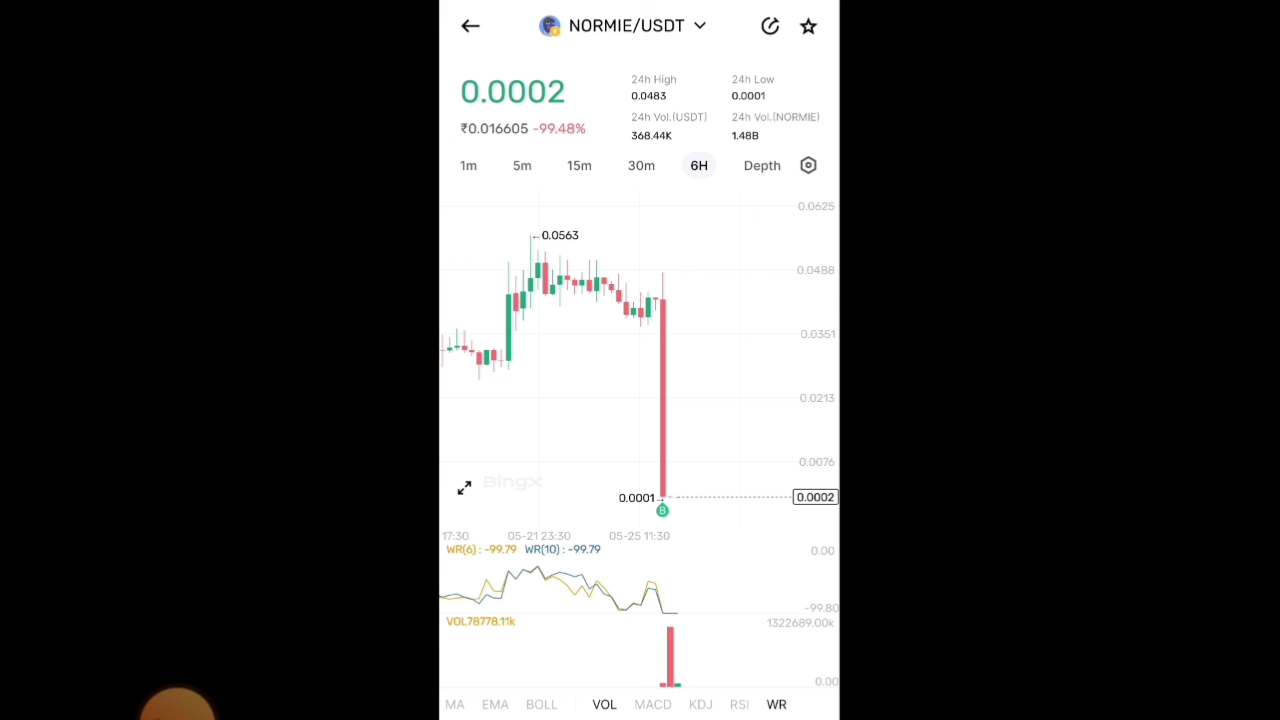 NORMIE/USDT
0.0002
₹0.016605 -99.48%
24h High
0.0483
24h Low
0.0001
24h Vol.(USDT)
368.44K
24h Vol.(NORMIE)
1.48B
1m 5m 15m 30m 6H Depth
0.0625
0.0563
0.0488
0.0351
0.0213
0.0076
BingX
0.0001
0.0002
B
17:30 05-21 23:30 05-25 11:30
WR(6) : -99.79 WR(10) : -99.79
0.00
-99.80
VOL78778.11k
1322689.00k
0.00
MA EMA BOLL VOL MACD KDJ RSI WR